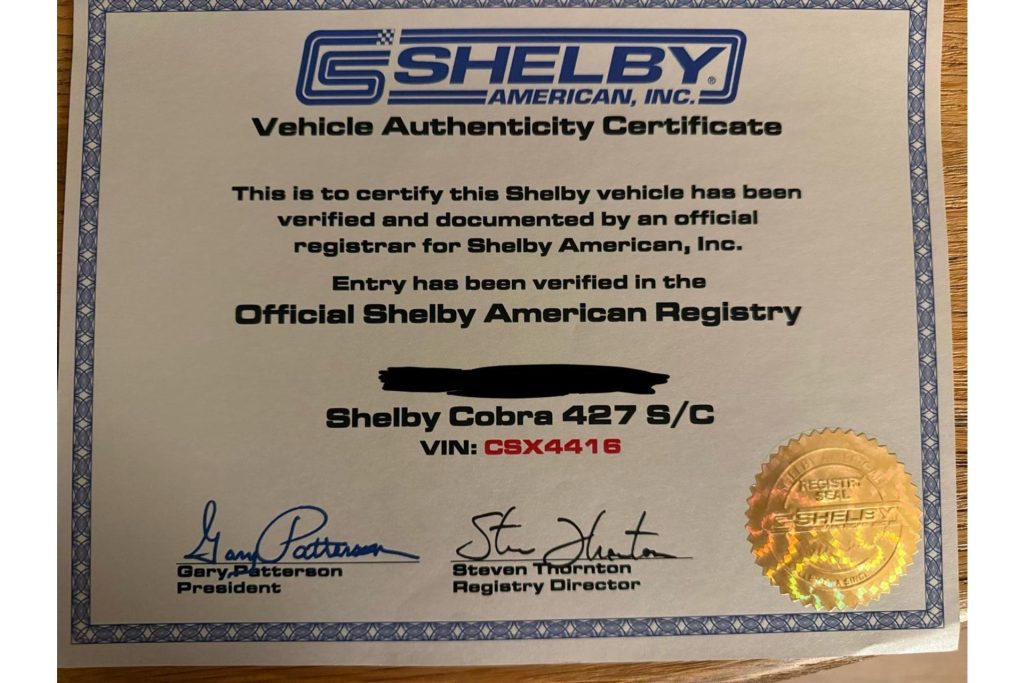 SHELBY®
AMERICAN, INC.
Vehicle Authenticity Certificate
This is to certify this Shelby vehicle has been
verified and documented by an official
registrar for Shelby American, Inc.
Entry has been verified in the
Official Shelby American Registry
Shelby Cobra 427 S/C
VIN: CSX4416
Gary Patterson
Gary Patterson
President
Steven Thornton
Registry Director
REGISTRY
SEAL
SHELBY